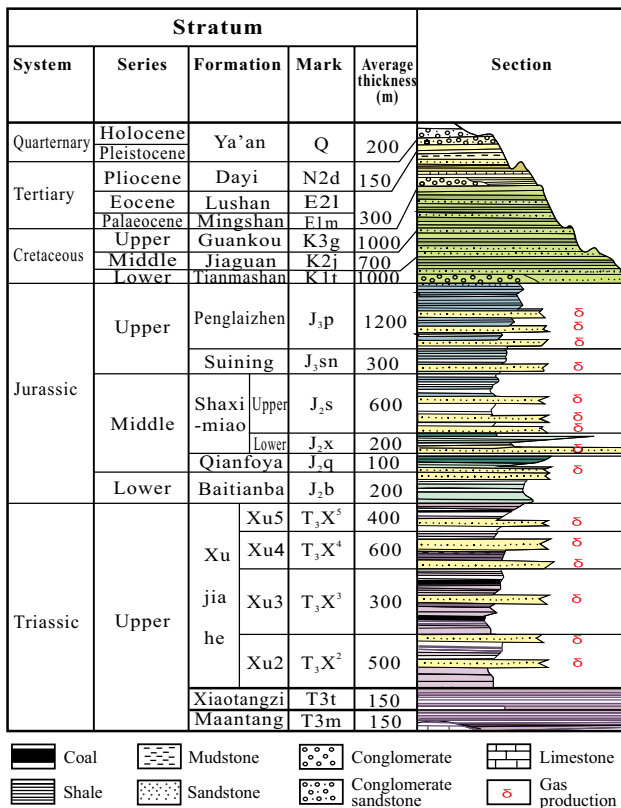 Stratum
System Series Formation Mark Average thickness (m) Section
Quarternary Holocene Ya’an Q 200
Pleistocene
Tertiary Pliocene Dayi N2d 150
Eocene Lushan E2l 300
Palaeocene Mingshan E1m
Cretaceous Upper Guankou K3g 1000
Middle Jiaguan K2j 700
Lower Tianmashan K1t 1000
Jurassic Upper Penglaizhen J₃p 1200 δ δ δ
Suining J₃sn 300 δ
Middle Shaxi-miao Upper J₂s 600 δ δ δ
Lower J₂x 200 δ
Qianfoya J₂q 100 δ
Lower Baitianba J₂b 200
Triassic Upper Xu jia he Xu5 T₃X⁵ 400 δ
Xu4 T₃X⁴ 600 δ δ
Xu3 T₃X³ 300 δ
Xu2 T₃X² 500 δ δ
Xiaotangzi T3t 150
Maantang T3m 150
Coal Mudstone Conglomerate Limestone
Shale Sandstone Conglomerate sandstone δ Gas production